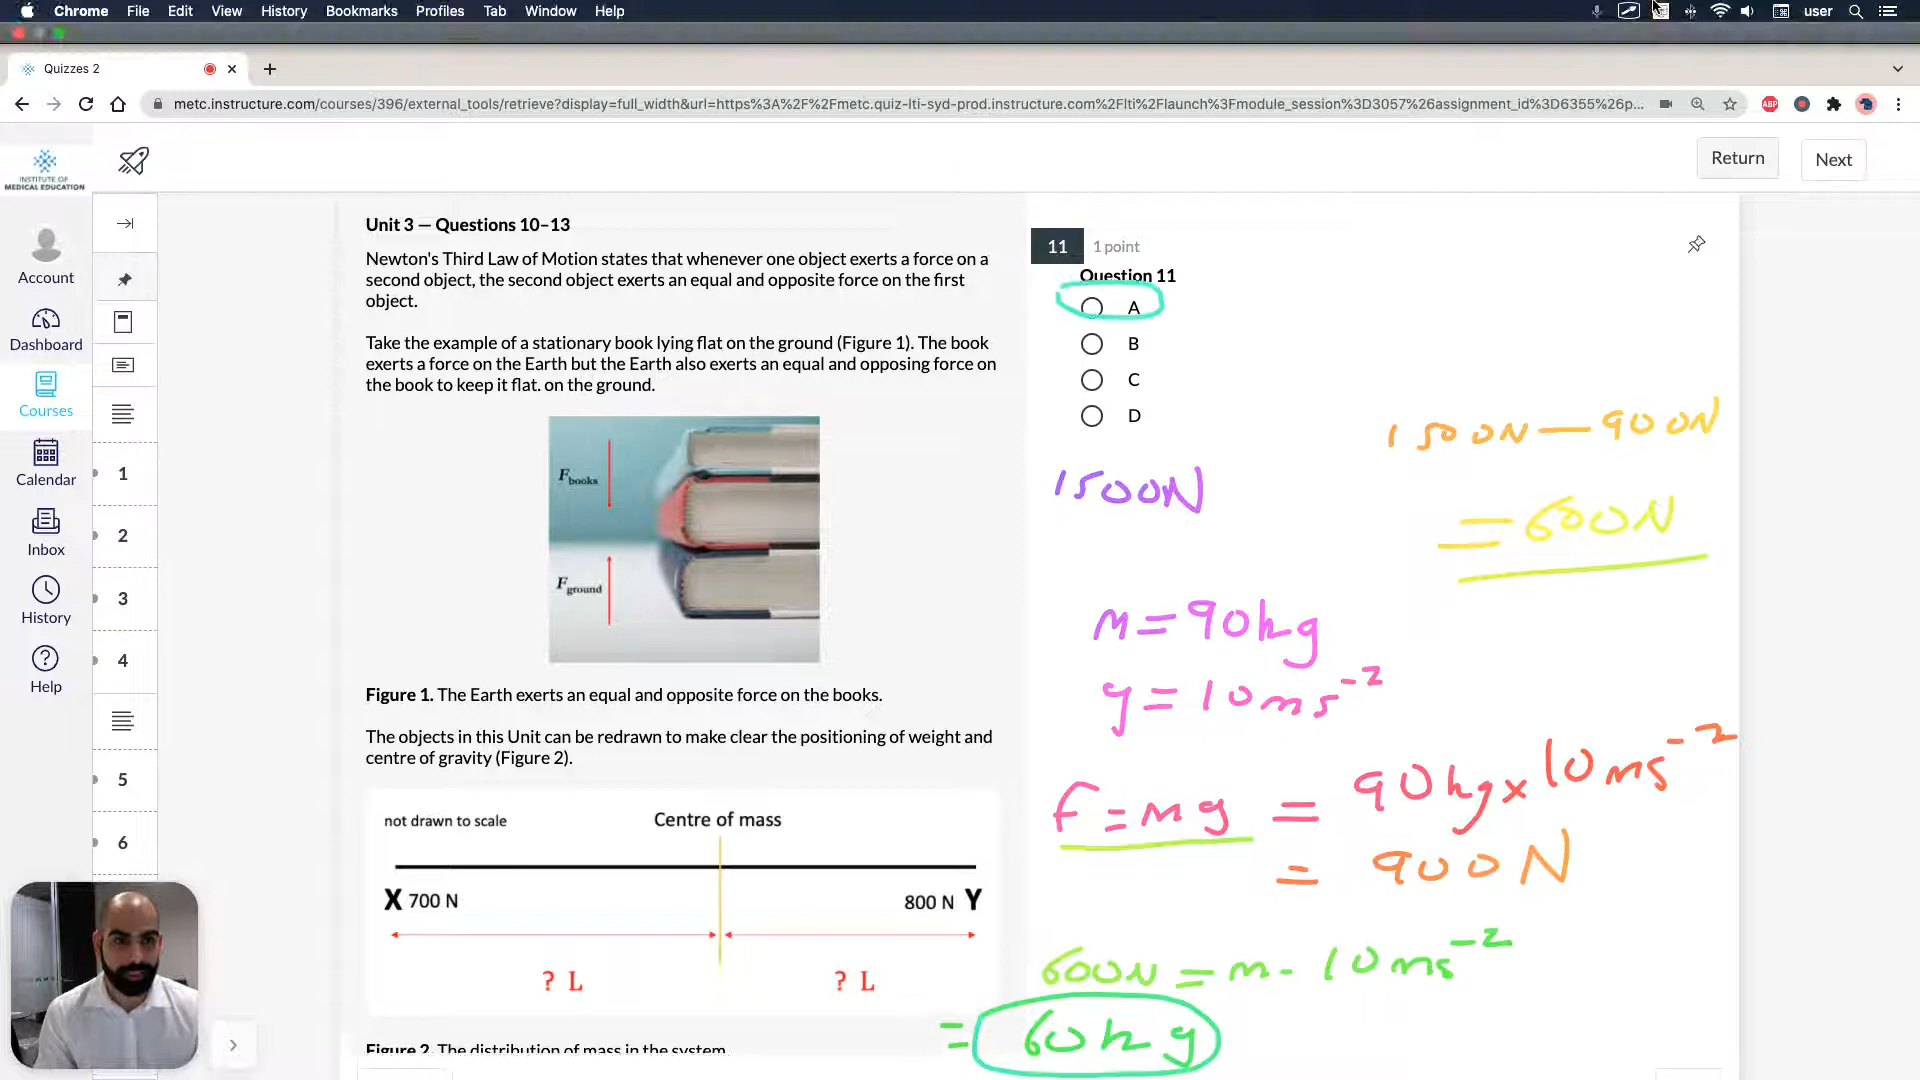 Chrome File Edit View History Bookmarks Profiles Tab Window Help user
Quizzes 2
metc.instructure.com/courses/396/external_tools/retrieve?display=full_width&url=https%3A%2F%2Fmetc.quiz-lti-syd-prod.instructure.com%2Flti%2Flaunch%3Fmodule_session%3D3057%26assignment_id%3D6355%26p...
ABP
INSTITUTE OF
MEDICAL EDUCATION
Return
Next
Account
Dashboard
Courses
Calendar
Inbox
History
Help
1
2
3
4
5
6
Unit 3 — Questions 10–13
Newton's Third Law of Motion states that whenever one object exerts a force on a
second object, the second object exerts an equal and opposite force on the first
object.
Take the example of a stationary book lying flat on the ground (Figure 1). The book
exerts a force on the Earth but the Earth also exerts an equal and opposing force on
the book to keep it flat. on the ground.
F books
F ground
Figure 1. The Earth exerts an equal and opposite force on the books.
The objects in this Unit can be redrawn to make clear the positioning of weight and
centre of gravity (Figure 2).
not drawn to scale
Centre of mass
X 700 N
800 N Y
? L
? L
Figure 2. The distribution of mass in the system.
11
1 point
Question 11
A
B
C
D
1500N — 900N
1500N
= 600N
m = 90kg
g = 10ms⁻²
F = mg = 90kg x 10ms⁻²
= 900N
600N = m · 10ms⁻²
= 60kg